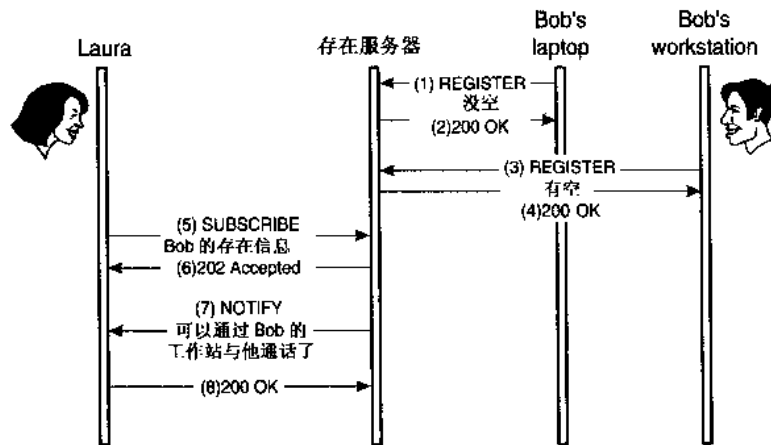 Laura
存在服务器
Bob's
laptop
Bob's
workstation
(1) REGISTER
没空
(2)200 OK
(3) REGISTER
有空
(4)200 OK
(5) SUBSCRIBE
Bob 的存在信息
(6)202 Accepted
(7) NOTIFY
可以通过 Bob 的
工作站与他通话了
(8)200 OK